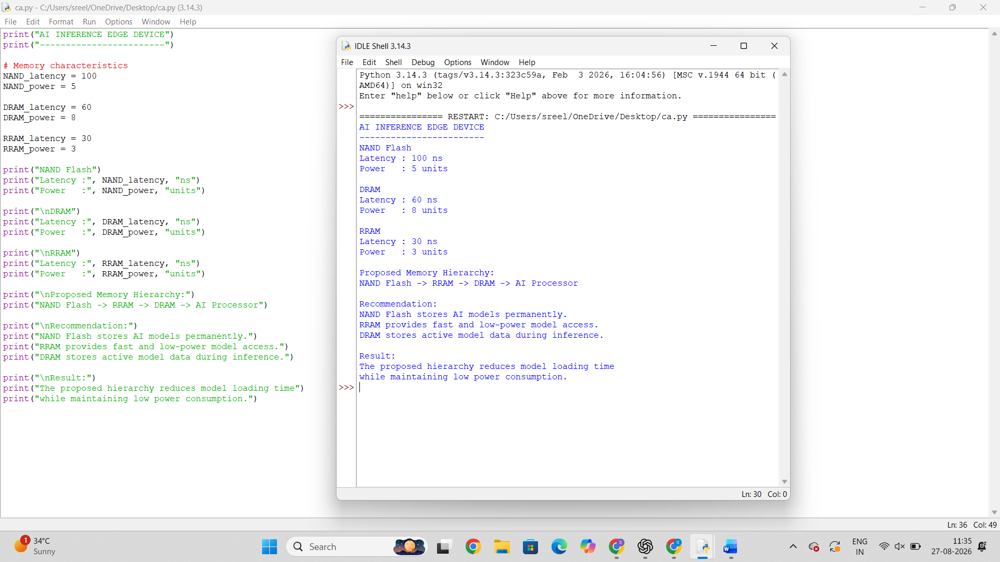 ca.py - C:/Users/sreel/OneDrive/Desktop/ca.py (3.14.3)
File Edit Format Run Options Window Help
print("AI INFERENCE EDGE DEVICE")
print("------------------------")
# Memory characteristics
NAND_latency = 100
NAND_power = 5
DRAM_latency = 60
DRAM_power = 8
RRAM_latency = 30
RRAM_power = 3
print("NAND Flash")
print("Latency :", NAND_latency, "ns")
print("Power   :", NAND_power, "units")
print("\nDRAM")
print("Latency :", DRAM_latency, "ns")
print("Power   :", DRAM_power, "units")
print("\nRRAM")
print("Latency :", RRAM_latency, "ns")
print("Power   :", RRAM_power, "units")
print("\nProposed Memory Hierarchy:")
print("NAND Flash -> RRAM -> DRAM -> AI Processor")
print("\nRecommendation:")
print("NAND Flash stores AI models permanently.")
print("RRAM provides fast and low-power model access.")
print("DRAM stores active model data during inference.")
print("\nResult:")
print("The proposed hierarchy reduces model loading time")
print("while maintaining low power consumption.")
IDLE Shell 3.14.3
File Edit Shell Debug Options Window Help
Python 3.14.3 (tags/v3.14.3:323c59a, Feb  3 2026, 16:04:56) [MSC v.1944 64 bit (
AMD64)] on win32
Enter "help" below or click "Help" above for more information.
>>>
================ RESTART: C:/Users/sreel/OneDrive/Desktop/ca.py ================
AI INFERENCE EDGE DEVICE
------------------------
NAND Flash
Latency : 100 ns
Power   : 5 units
DRAM
Latency : 60 ns
Power   : 8 units
RRAM
Latency : 30 ns
Power   : 3 units
Proposed Memory Hierarchy:
NAND Flash -> RRAM -> DRAM -> AI Processor
Recommendation:
NAND Flash stores AI models permanently.
RRAM provides fast and low-power model access.
DRAM stores active model data during inference.
Result:
The proposed hierarchy reduces model loading time
while maintaining low power consumption.
>>>
Ln: 30 Col: 0
Ln: 36 Col: 49
1
34°C
Sunny
Search
S
S
W
ENG
IN
11:35
27-08-2026